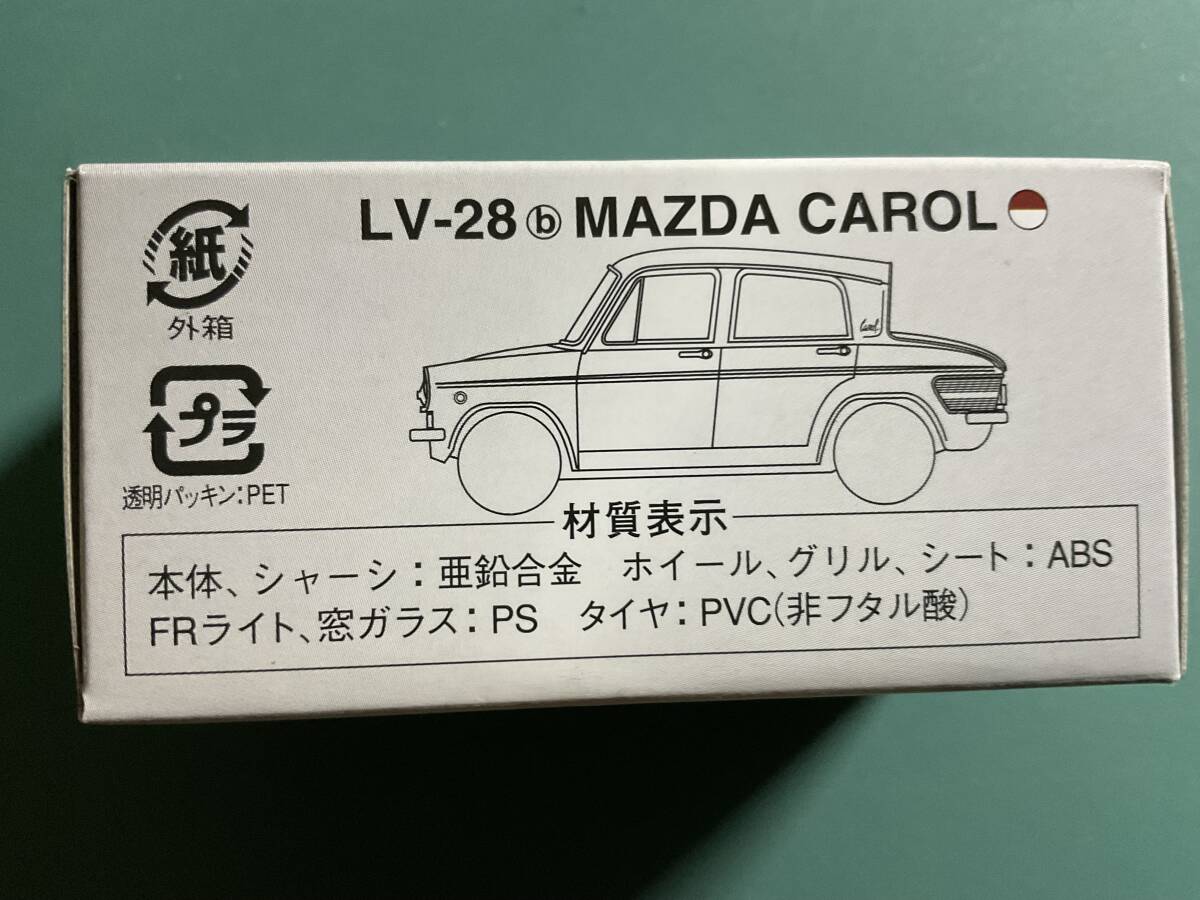 LV-28 ⓑ MAZDA CAROL
紙
外箱
プラ
透明パッキン:PET
Carol
材質表示
本体、シャーシ:亜鉛合金 ホイール、グリル、シート:ABS
FRライト、窓ガラス:PS タイヤ:PVC(非フタル酸)